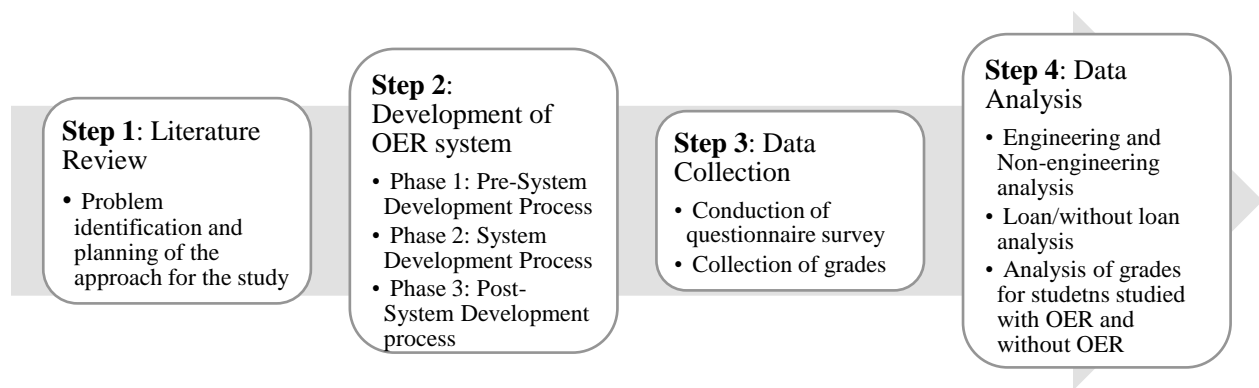 Step 1: Literature
Review
• Problem
identification and
planning of the
approach for the study
Step 2:
Development of
OER system
• Phase 1: Pre-System
Development Process
• Phase 2: System
Development Process
• Phase 3: Post-
System Development
process
Step 3: Data
Collection
• Conduction of
questionnaire survey
• Collection of grades
Step 4: Data
Analysis
• Engineering and
Non-engineering
analysis
• Loan/without loan
analysis
• Analysis of grades
for studetns studied
with OER and
without OER